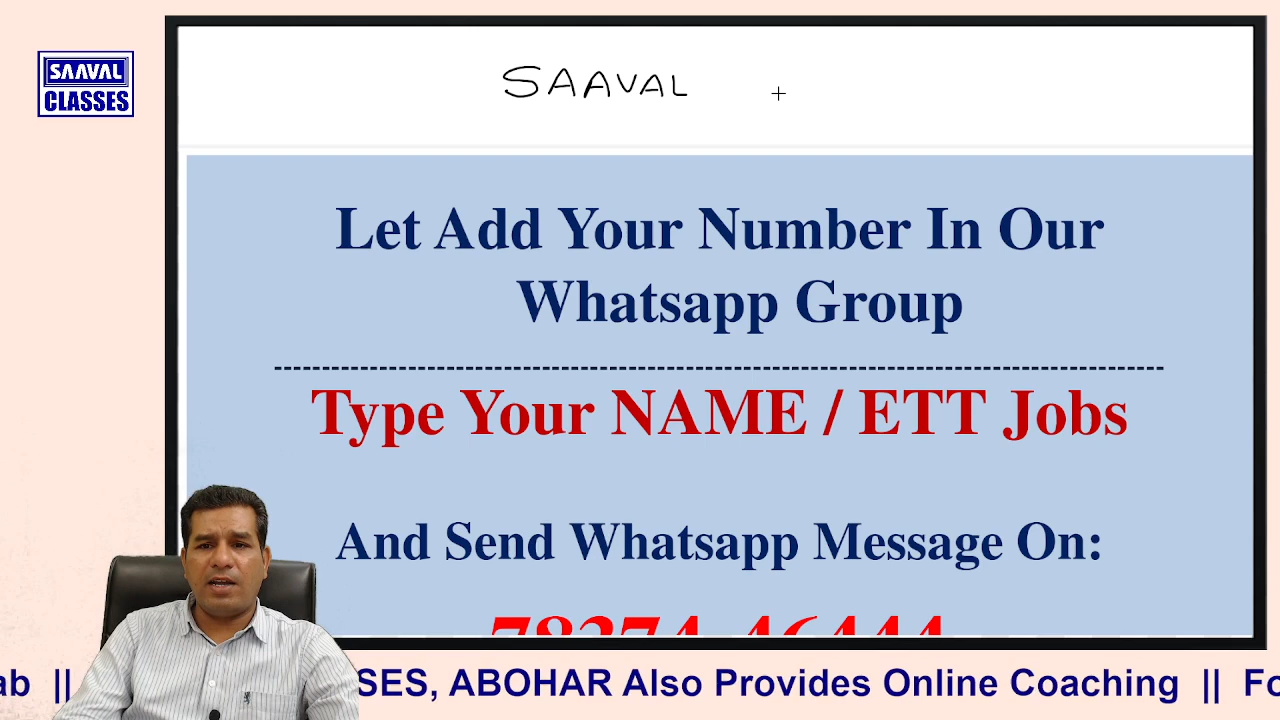 SAAVAL
CLASSES
SAAVAL
Let Add Your Number In Our
Whatsapp Group
Type Your NAME / ETT Jobs
And Send Whatsapp Message On:
ab || SES, ABOHAR Also Provides Online Coaching || Fo